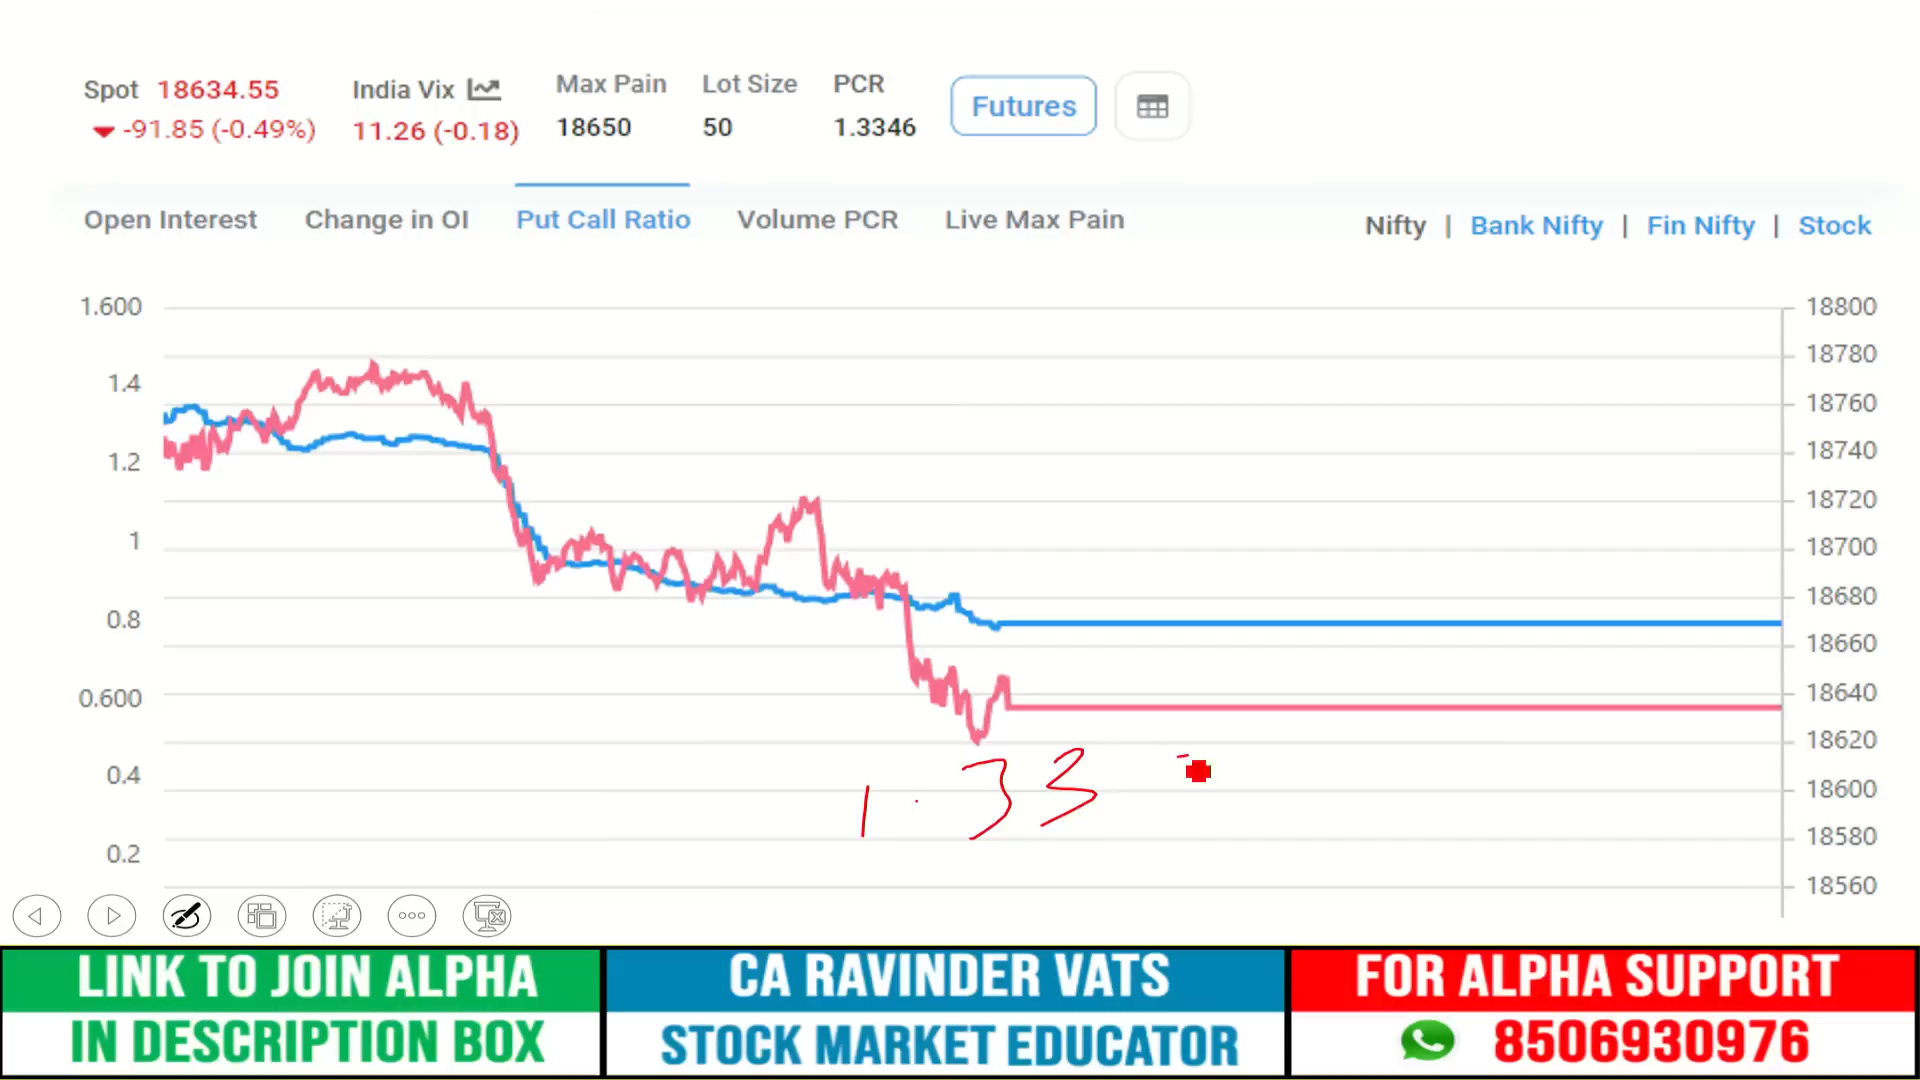 Spot 18634.55
-91.85 (-0.49%)
India Vix
11.26 (-0.18)
Max Pain
18650
Lot Size
50
PCR
1.3346
Futures
Open Interest Change in OI Put Call Ratio Volume PCR Live Max Pain
Nifty | Bank Nifty | Fin Nifty | Stock
1.600
1.4
1.2
1
0.8
0.600
0.4
0.2
18800
18780
18760
18740
18720
18700
18680
18660
18640
18620
18600
18580
18560
1.33
LINK TO JOIN ALPHA
IN DESCRIPTION BOX
CA RAVINDER VATS
STOCK MARKET EDUCATOR
FOR ALPHA SUPPORT
8506930976